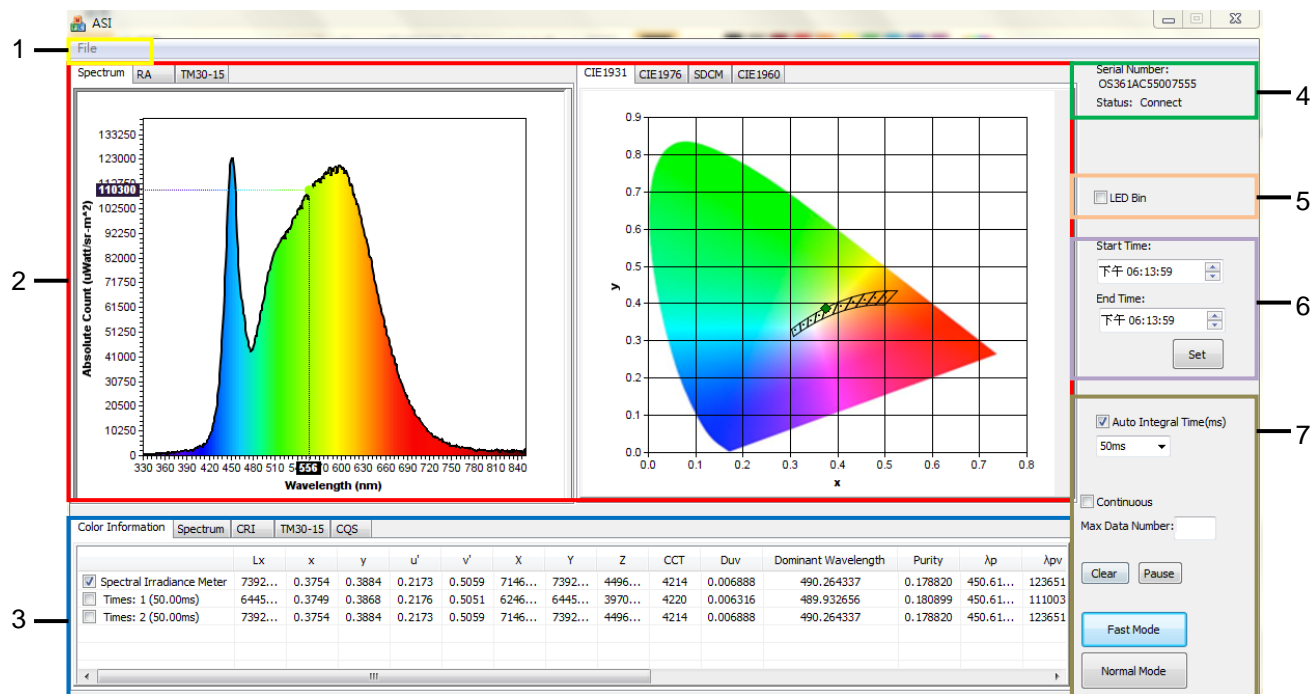 ASI
1
File
Spectrum RA TM30-15
CIE1931 CIE1976 SDCM CIE1960
Serial Number:
OS361AC55007555
Status: Connect
4
133250
123000
110300
102500
92250
82000
71750
61500
51250
41000
30750
20500
10250
0
Absolute Count (uWatt/sr-m^2)
330 360 390 420 450 480 510 556 600 630 660 690 720 750 780 810 840
Wavelength (nm)
2
0.9
0.8
0.7
0.6
0.5
0.4
0.3
0.2
0.1
0.0
y
0.0 0.1 0.2 0.3 0.4 0.5 0.6 0.7 0.8
x
LED Bin
5
Start Time:
下午 06:13:59
End Time:
下午 06:13:59
Set
6
Auto Integral Time(ms)
50ms
7
Continuous
Max Data Number:
Clear Pause
Fast Mode
Normal Mode
Color Information Spectrum CRI TM30-15 CQS
Lx x y u' v' X Y Z CCT Duv Dominant Wavelength Purity λp λpv
Spectral Irradiance Meter 7392... 0.3754 0.3884 0.2173 0.5059 7146... 7392... 4496... 4214 0.006888 490.264337 0.178820 450.61... 123651
Times: 1 (50.00ms) 6445... 0.3749 0.3868 0.2176 0.5051 6246... 6445... 3970... 4220 0.006316 489.932656 0.180899 450.61... 111003
Times: 2 (50.00ms) 7392... 0.3754 0.3884 0.2173 0.5059 7146... 7392... 4496... 4214 0.006888 490.264337 0.178820 450.61... 123651
3